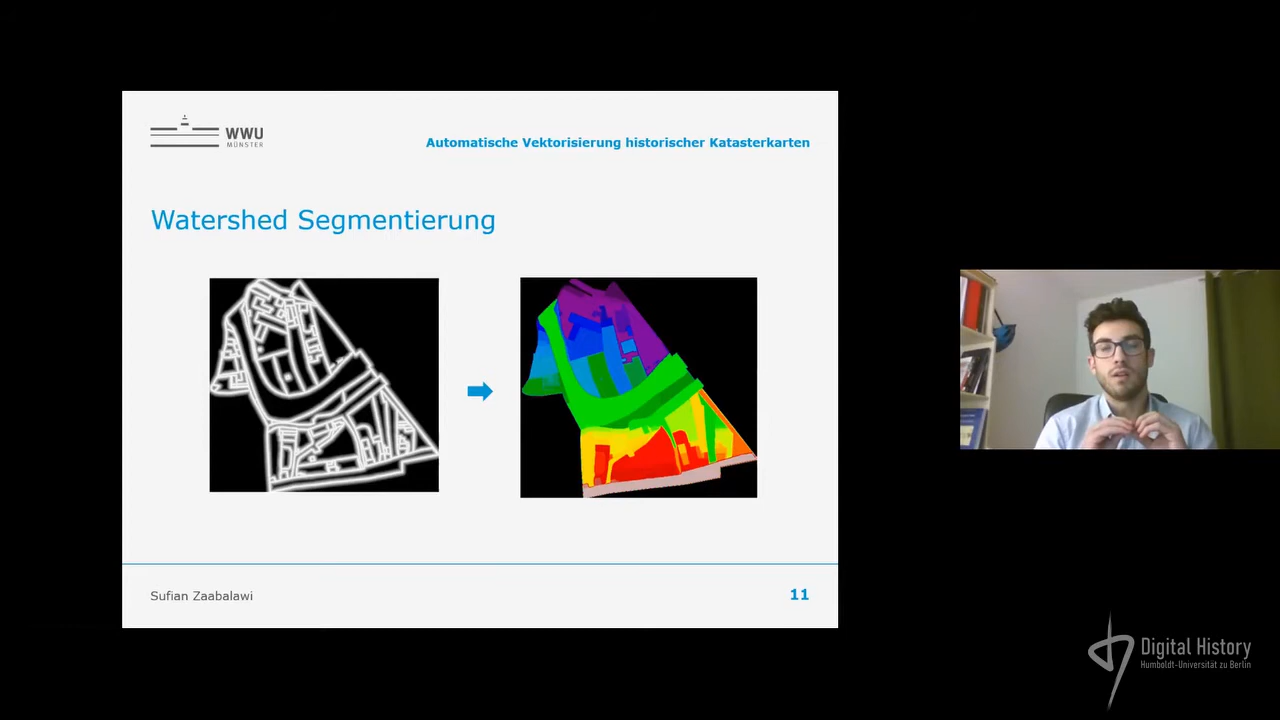 WWU
MÜNSTER
Automatische Vektorisierung historischer Katasterkarten
Watershed Segmentierung
Sufian Zaabalawi
11
Digital History
Humboldt-Universität zu Berlin